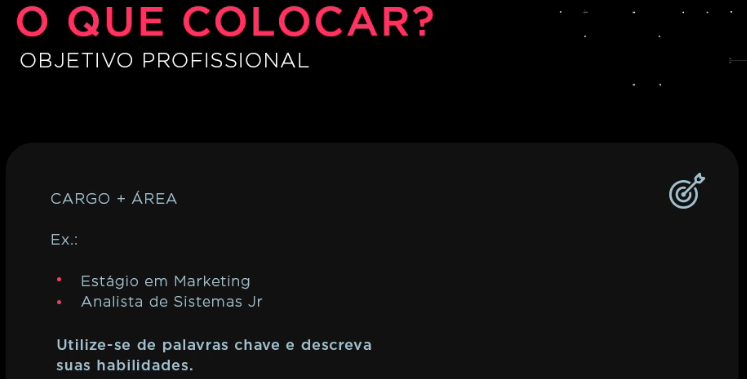 O QUE COLOCAR?
OBJETIVO PROFISSIONAL
CARGO + ÁREA
Ex.:
• Estágio em Marketing
• Analista de Sistemas Jr
Utilize-se de palavras chave e descreva
suas habilidades.